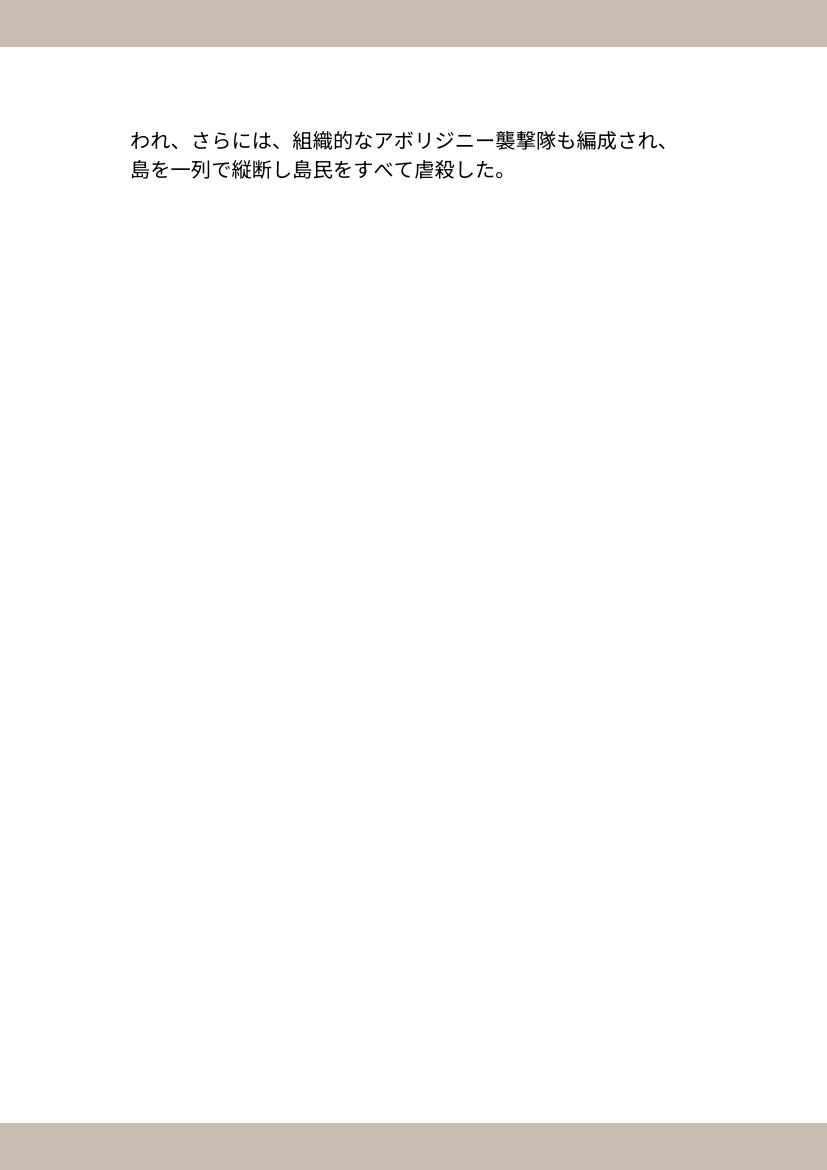 われ、さらには、組織的なアボリジニー襲撃隊も編成され、
島を一列で縦断し島民をすべて虐殺した。